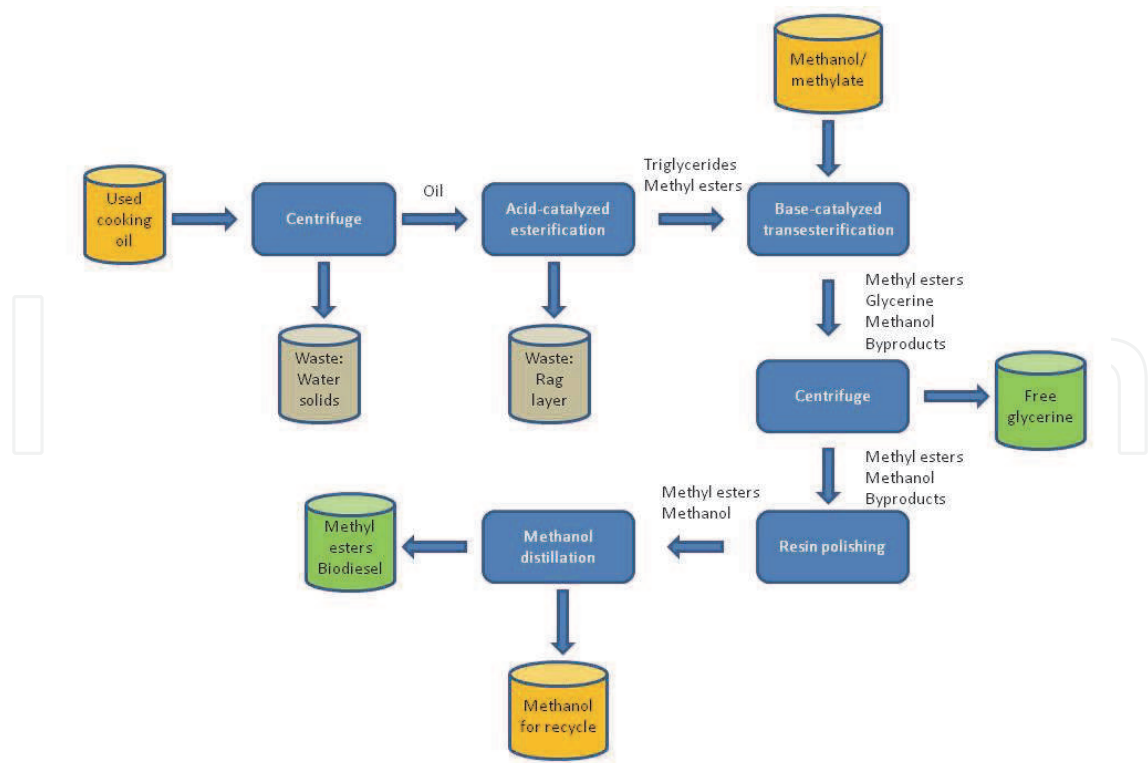 Methanol/
methylate
Triglycerides
Methyl esters
Used
cooking
oil
Centrifuge
Oil
Acid-catalyzed
esterification
Base-catalyzed
transesterification
Waste:
Water
solids
Waste:
Rag
layer
Methyl esters
Glycerine
Methanol
Byproducts
Centrifuge
Free
glycerine
Methyl esters
Methanol
Byproducts
Methyl esters
Methanol
Methyl
esters
Biodiesel
Methanol
distillation
Resin polishing
Methanol
for recycle